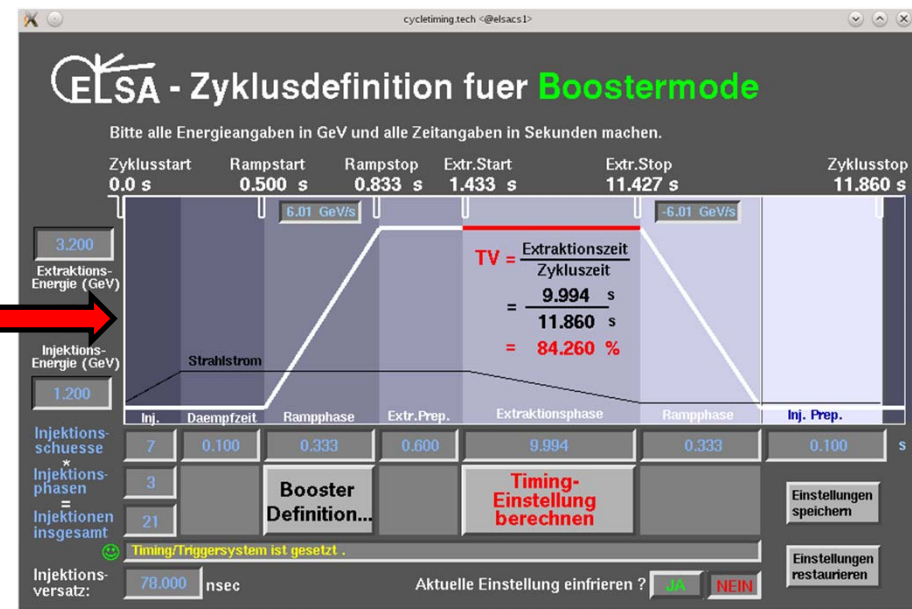 cycletiming.tech <@elsacs1>
ELSA - Zyklusdefinition fuer Boostermode
Bitte alle Energieangaben in GeV und alle Zeitangaben in Sekunden machen.
Zyklusstart Rampstart Rampstop Extr.Start Extr.Stop Zyklusstop
0.0 s 0.500 s 0.833 s 1.433 s 11.427 s 11.860 s
6.01 GeV/s -6.01 GeV/s
3.200
Extraktions-
Energie (GeV)
TV = Extraktionszeit
Zykluszeit
= 9.994 s
11.860 s
= 84.260 %
Injektions-
Energie (GeV)
1.200
Strahlstrom
Inj. Daempfzeit Rampphase Extr.Prep. Extraktionsphase Rampphase Inj. Prep.
Injektions-
schuesse
7 0.100 0.333 0.600 9.994 0.333 0.100 s
*
Injektions-
phasen
3
=
Injektionen
insgesamt
21
Booster
Definition...
Timing-
Einstellung
berechnen
Einstellungen
speichern
Timing/Triggersystem ist gesetzt .
Einstellungen
restaurieren
Injektions-
versatz:
78.000 nsec
Aktuelle Einstellung einfrieren ? JA NEIN